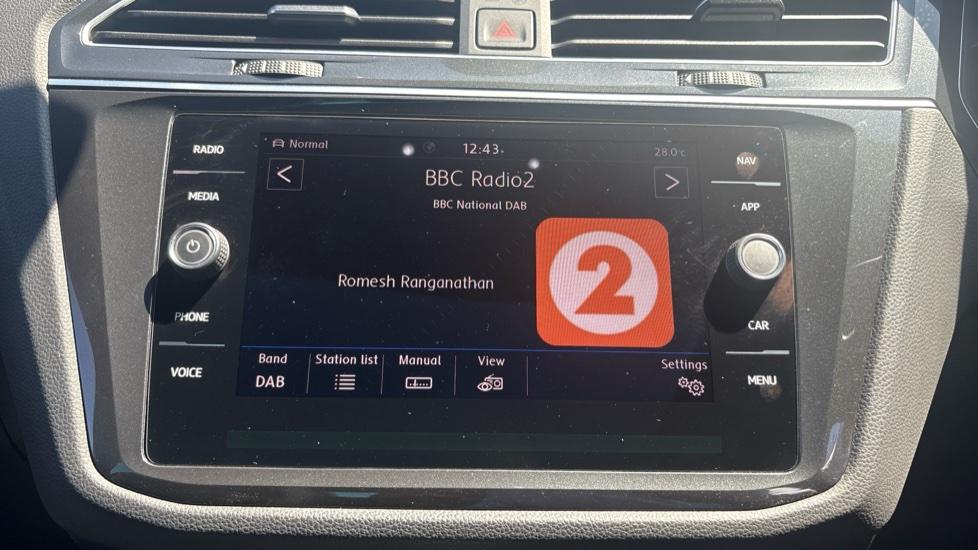 RADIO
MEDIA
PHONE
VOICE
Normal
12:43
28.0°C
<
BBC Radio2
>
BBC National DAB
Romesh Ranganathan
2
Band
DAB
Station list
Manual
View
Settings
NAV
APP
CAR
MENU